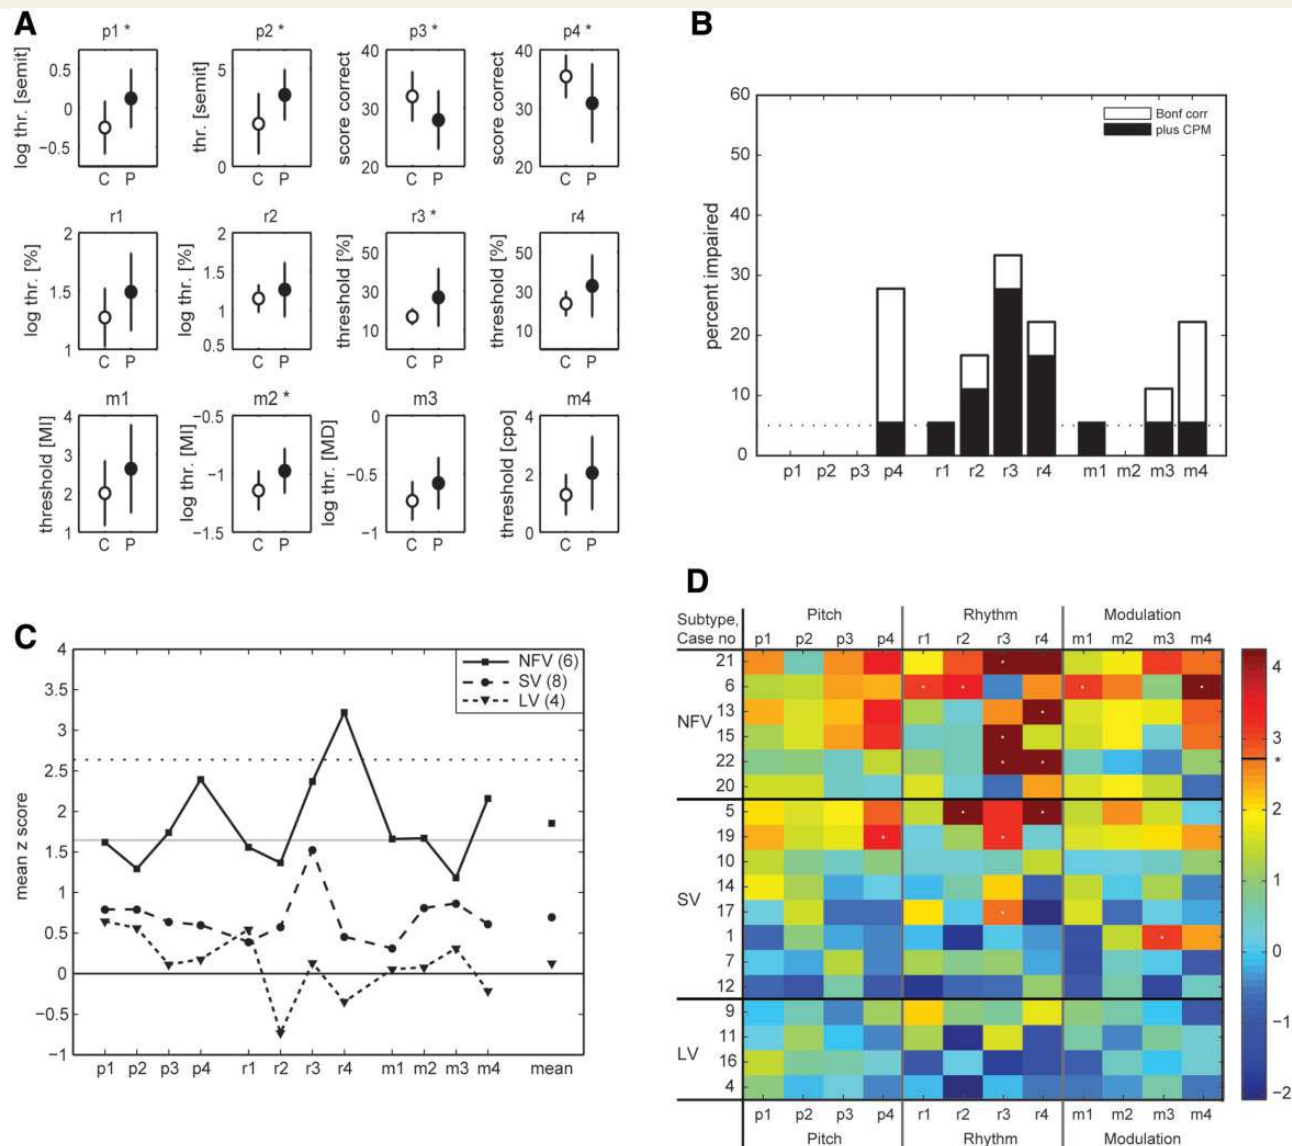 A
p1 * p2 * p3 * p4 *
log thr. [semit]
0.5
0
−0.5
C P
thr. [semit]
5
0
C P
score correct
40
30
20
C P
score correct
40
30
20
C P
r1 r2 r3 * r4
log thr. [%]
2
1.5
1
C P
log thr. [%]
2
1.5
1
0.5
C P
threshold [%]
50
30
10
C P
threshold [%]
50
30
10
C P
m1 m2 * m3 m4
threshold [MI]
4
3
2
1
C P
log thr. [MI]
−0.5
−1
−1.5
C P
log thr. [MD]
0
−0.5
−1
C P
threshold [cpo]
4
2
0
C P
B
percent impaired
60
50
40
30
20
10
0
Bonf corr
plus CPM
p1 p2 p3 p4 r1 r2 r3 r4 m1 m2 m3 m4
C
mean z score
4
3.5
3
2.5
2
1.5
1
0.5
0
−0.5
−1
NFV (6)
SV (8)
LV (4)
p1 p2 p3 p4 r1 r2 r3 r4 m1 m2 m3 m4 mean
D
Subtype,
Case no
Pitch Rhythm Modulation
p1 p2 p3 p4 r1 r2 r3 r4 m1 m2 m3 m4
NFV
21
6
13
15
22
20
SV
5
19
10
14
17
1
7
12
LV
9
11
16
4
p1 p2 p3 p4 r1 r2 r3 r4 m1 m2 m3 m4
Pitch Rhythm Modulation
4
3
*
2
1
0
−1
−2